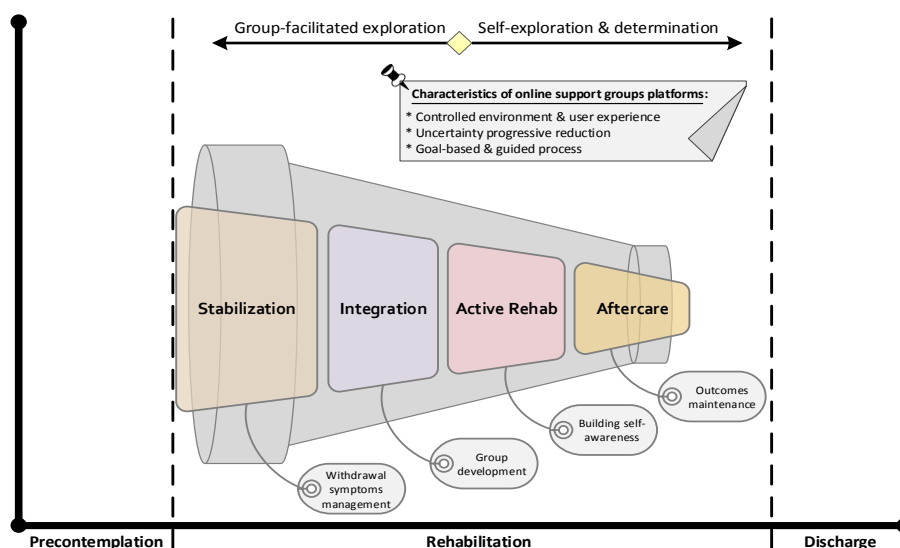 Group-facilitated exploration
Self-exploration & determination
Characteristics of online support groups platforms:
* Controlled environment & user experience
* Uncertainty progressive reduction
* Goal-based & guided process
Stabilization
Integration
Active Rehab
Aftercare
Outcomes
maintenance
Building self-
awareness
Group
development
Withdrawal
symptoms
management
Precontemplation
Rehabilitation
Discharge